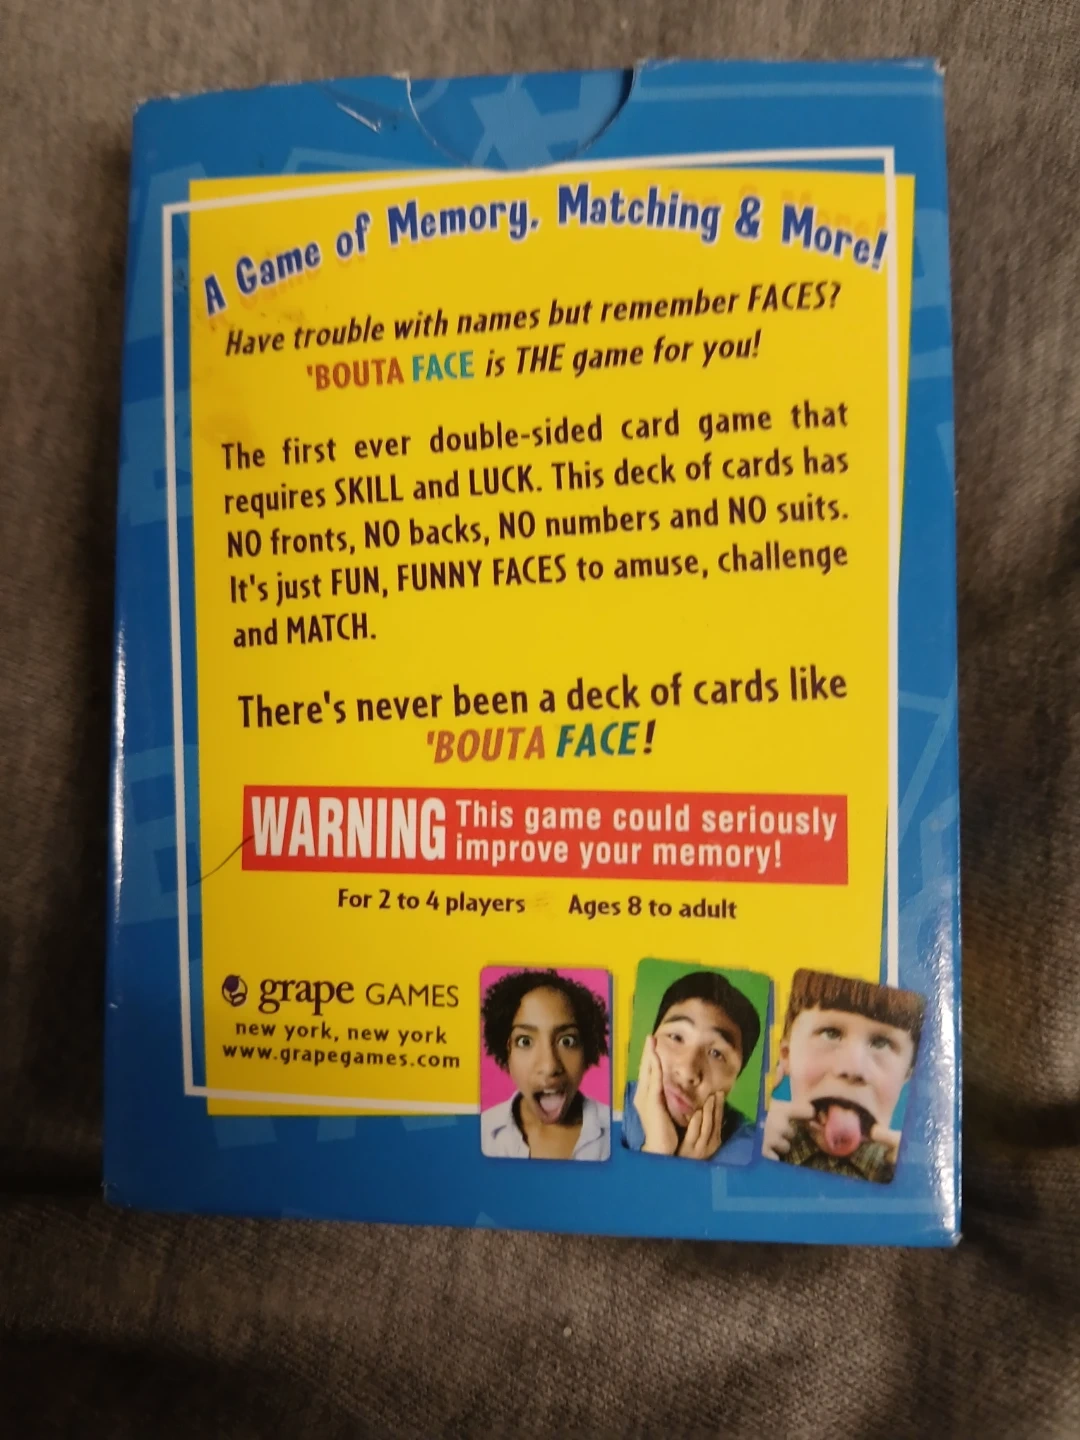 A Game of Memory, Matching & More!
Have trouble with names but remember FACES?
'BOUTA FACE is THE game for you!
The first ever double-sided card game that
requires SKILL and LUCK. This deck of cards has
NO fronts, NO backs, NO numbers and NO suits.
It's just FUN, FUNNY FACES to amuse, challenge
and MATCH.
There's never been a deck of cards like
'BOUTA FACE!
WARNING This game could seriously
improve your memory!
For 2 to 4 players Ages 8 to adult
grape GAMES
new york, new york
www.grapegames.com